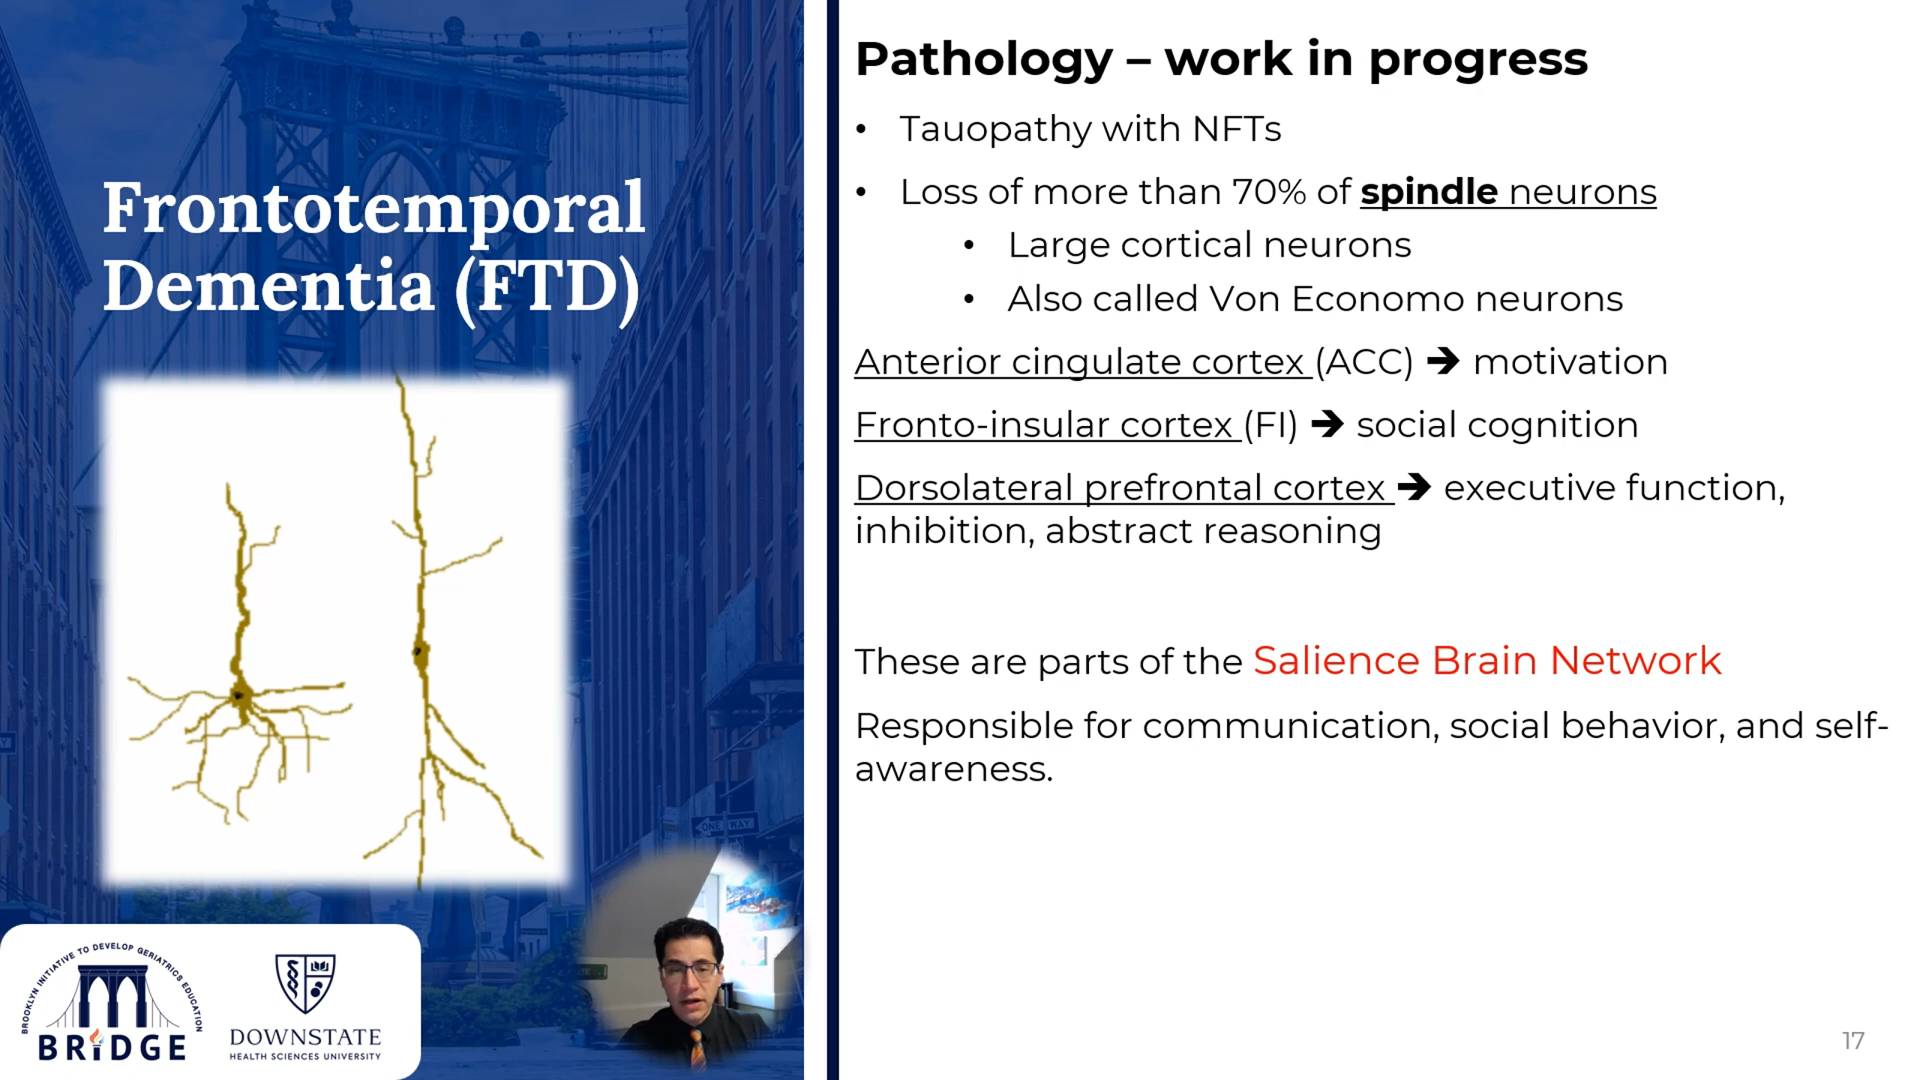 Frontotemporal
Dementia (FTD)
Pathology – work in progress
• Tauopathy with NFTs
• Loss of more than 70% of spindle neurons
• Large cortical neurons
• Also called Von Economo neurons
Anterior cingulate cortex (ACC) ➔ motivation
Fronto-insular cortex (FI) ➔ social cognition
Dorsolateral prefrontal cortex ➔ executive function,
inhibition, abstract reasoning
These are parts of the Salience Brain Network
Responsible for communication, social behavior, and self-
awareness.
ONE WAY
BROOKLYN INITIATIVE TO DEVELOP GERIATRICS EDUCATION
BRIDGE
DOWNSTATE
HEALTH SCIENCES UNIVERSITY
17